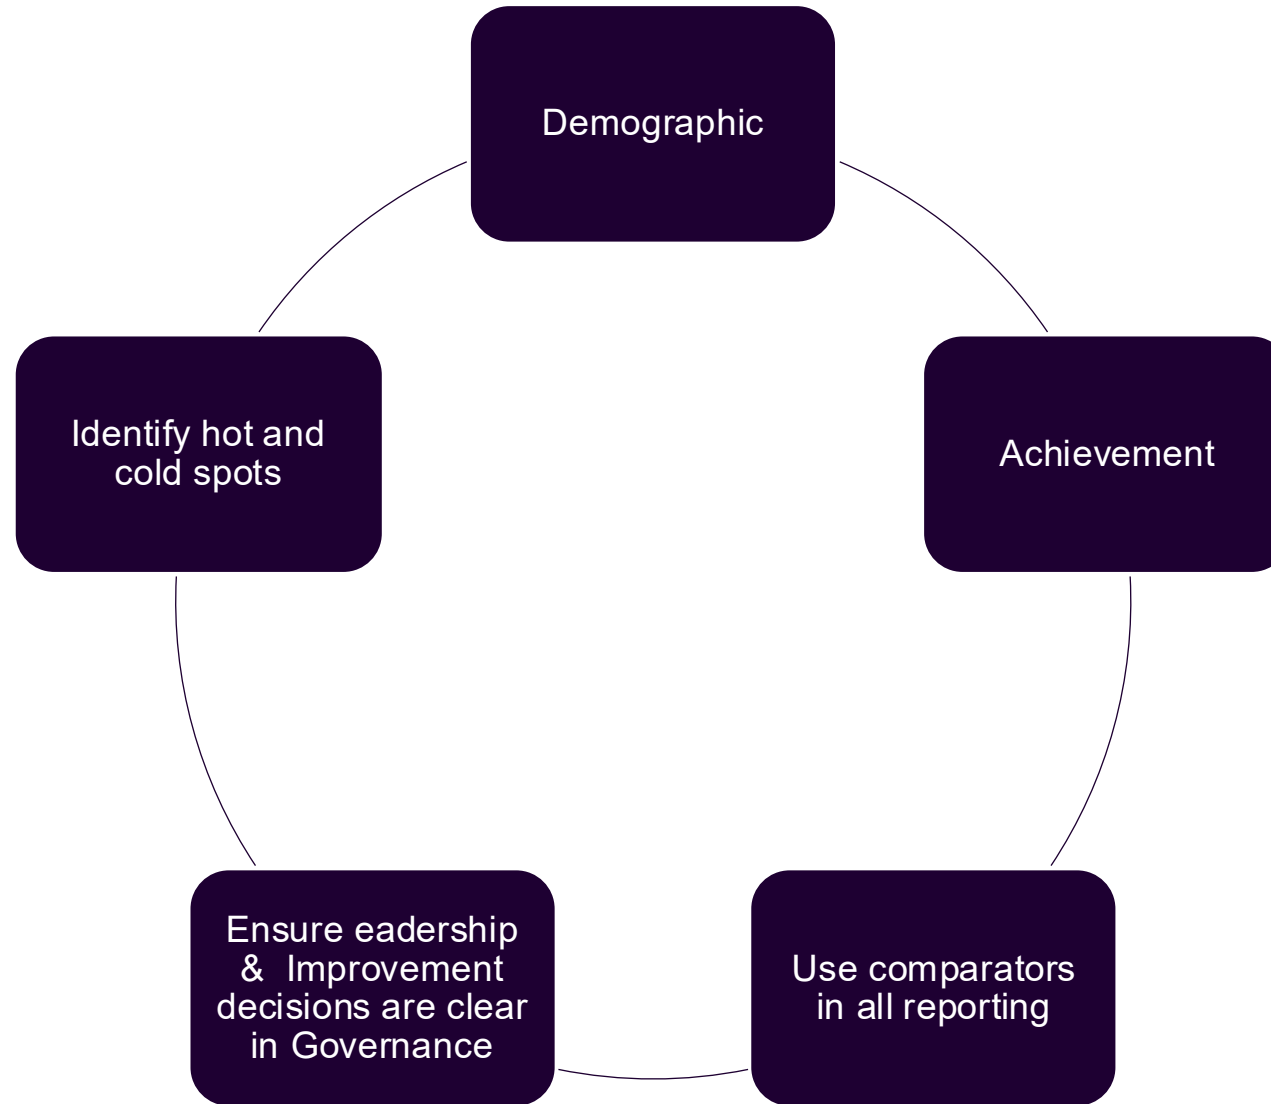 Demographic
Achievement
Use comparators
in all reporting
Ensure eadership
&  Improvement
decisions are clear
in Governance
Identify hot and
cold spots